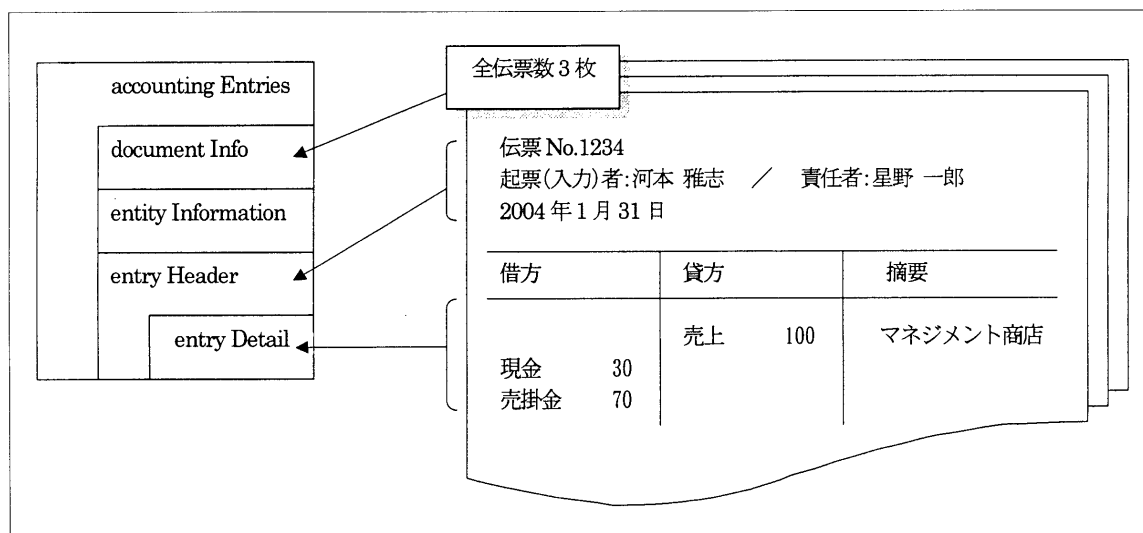 accounting Entries
document Info
entity Information
entry Header
entry Detail
全伝票数3枚
伝票 No.1234
起票(入力)者:河本 雅志 ／ 責任者:星野 一郎
2004年1月31日
借方 貸方 摘要
売上 100 マネジメント商店
現金 30
売掛金 70